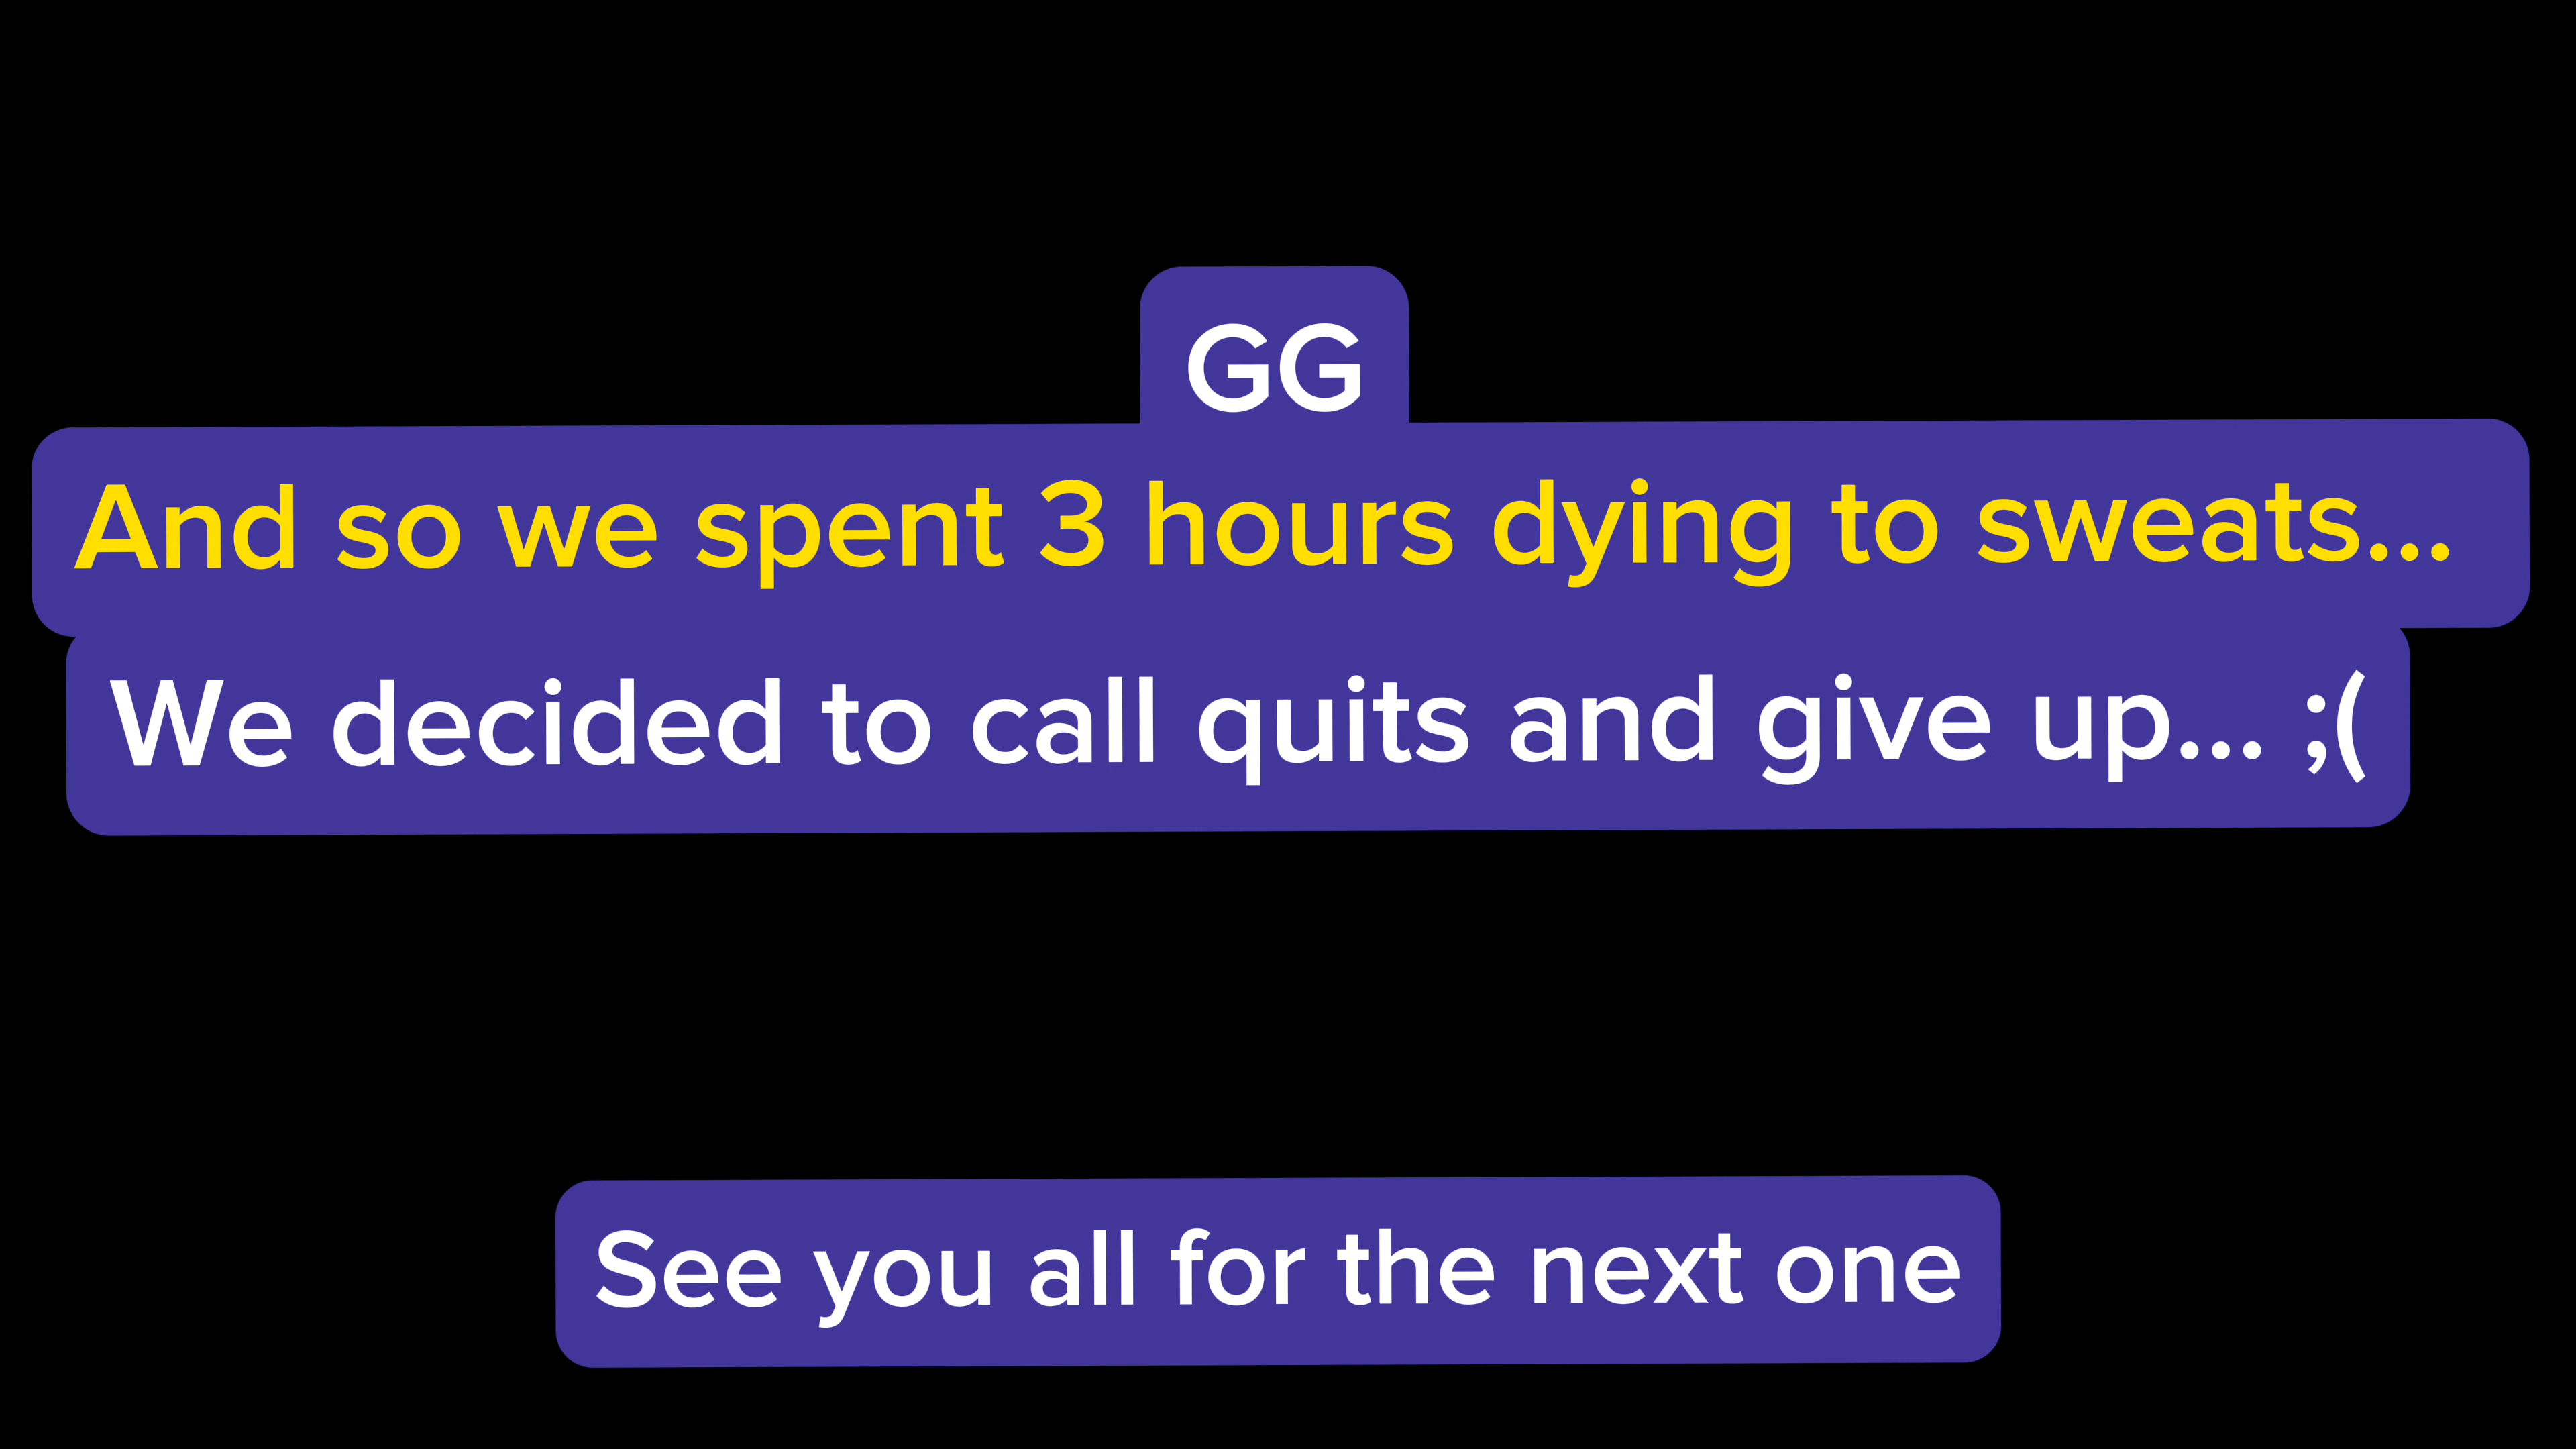 GG
And so we spent 3 hours dying to sweats...
We decided to call quits and give up... ;(
See you all for the next one